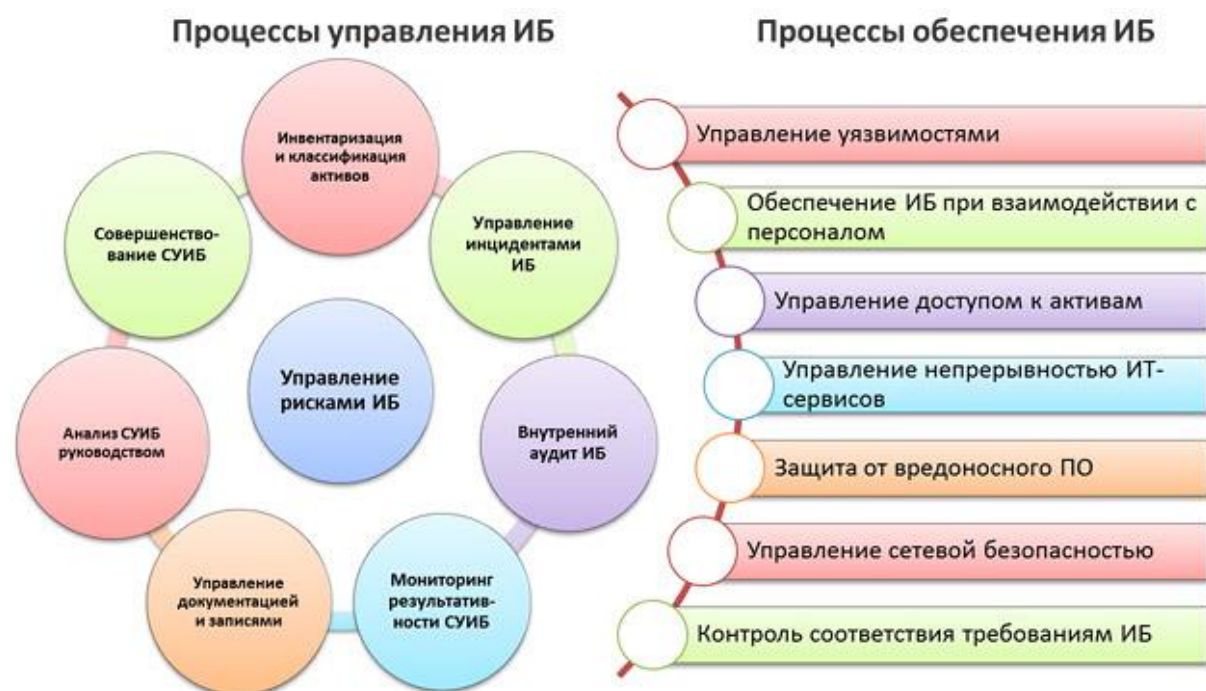 Процессы управления ИБ
Инвентаризация
и классификация
активов
Управление
инцидентами
ИБ
Внутренний
аудит ИБ
Мониторинг
результатив-
ности СУИБ
Управление
документацией
и записями
Анализ СУИБ
руководством
Совершенство-
вание СУИБ
Управление
рисками ИБ
Процессы обеспечения ИБ
Управление уязвимостями
Обеспечение ИБ при взаимодействии с
персоналом
Управление доступом к активам
Управление непрерывностью ИТ-
сервисов
Защита от вредоносного ПО
Управление сетевой безопасностью
Контроль соответствия требованиям ИБ